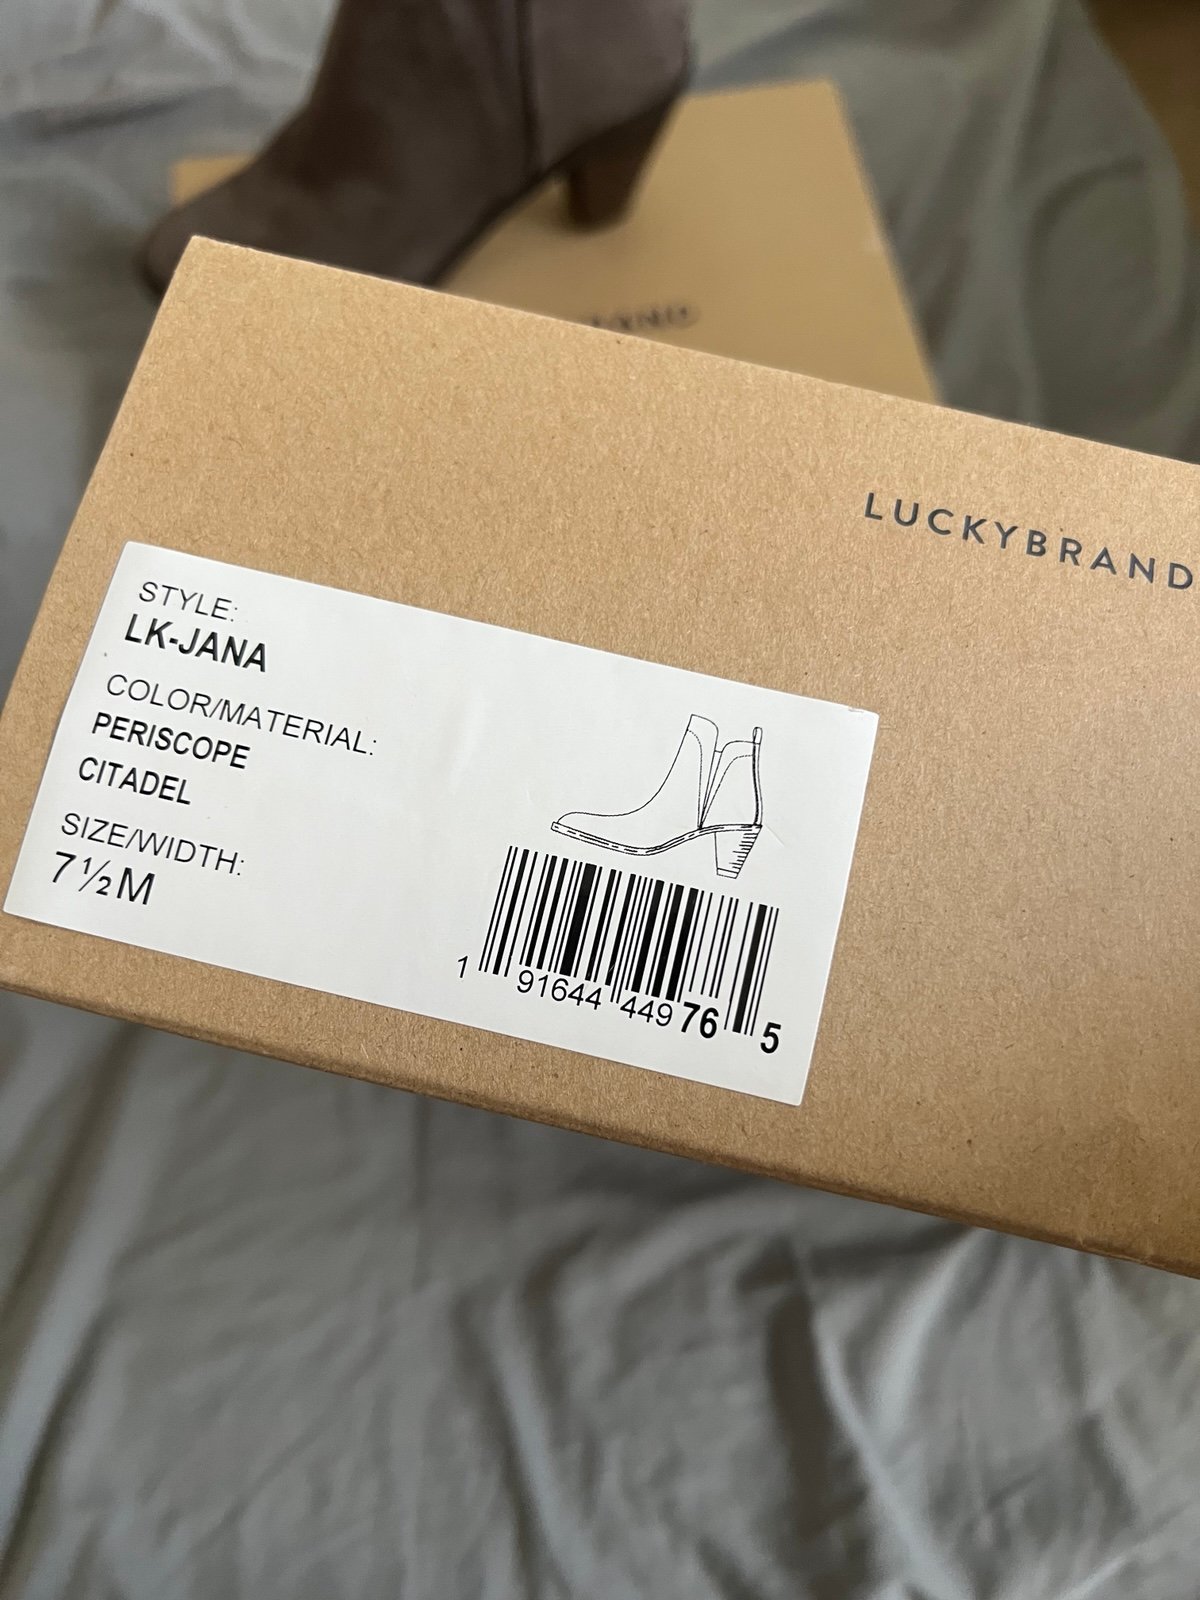 LUCKYBRAND
STYLE:
LK-JANA
COLOR/MATERIAL:
PERISCOPE
CITADEL
SIZE/WIDTH:
7½M
1 91644 44976 5